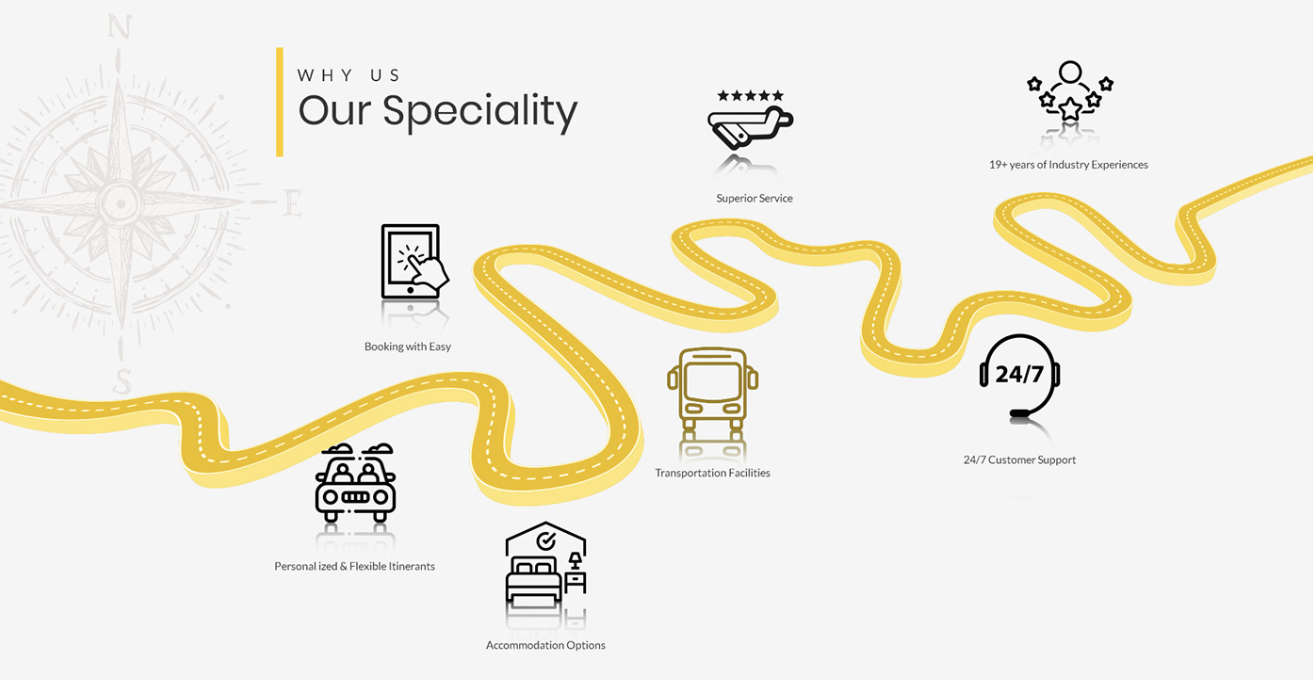 N
E
S
WHY US
Our Speciality
★★★★★
Superior Service
19+ years of Industry Experiences
Booking with Easy
24/7
Transportation Facilities
24/7 Customer Support
Personal ized & Flexible Itinerants
Accommodation Options